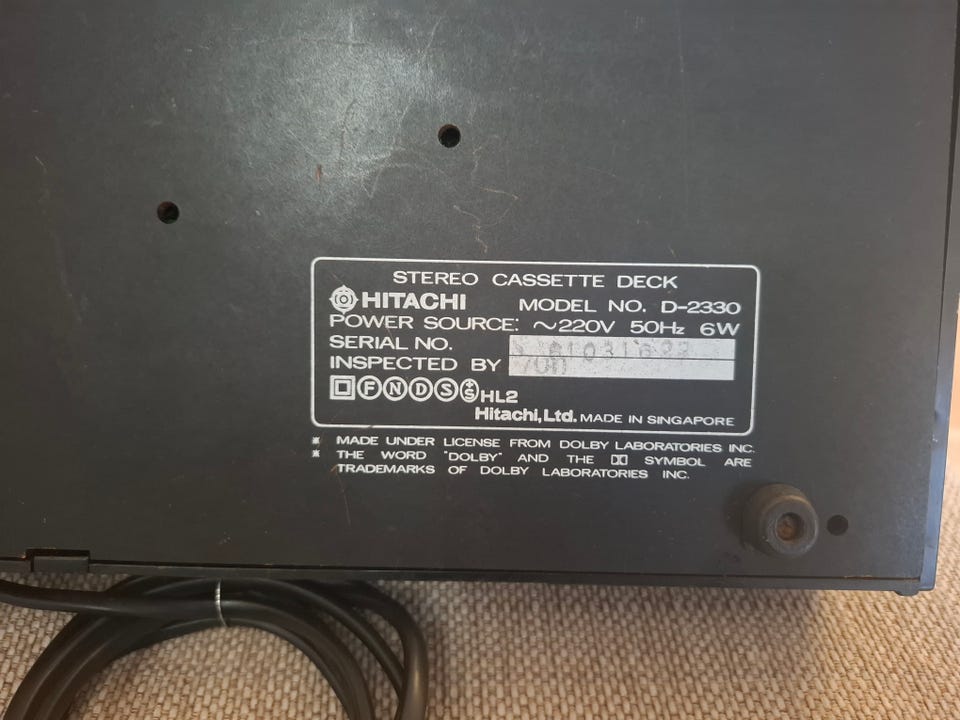 STEREO CASSETTE DECK
HITACHI MODEL NO. D-2330
POWER SOURCE: ~220V 50Hz 6W
SERIAL NO.
INSPECTED BY
FNDS HL2
Hitachi, Ltd. MADE IN SINGAPORE
* MADE UNDER LICENSE FROM DOLBY LABORATORIES INC.
* THE WORD "DOLBY" AND THE SYMBOL ARE
TRADEMARKS OF DOLBY LABORATORIES INC.